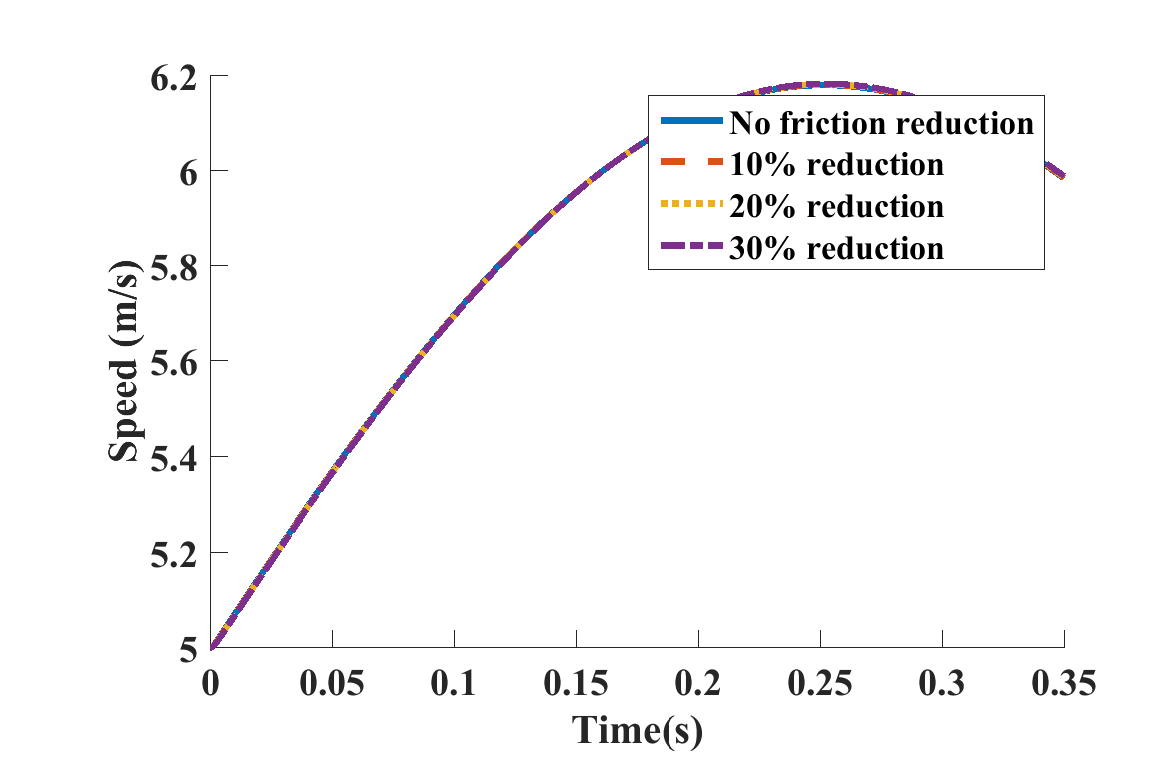 6.2
6
5.8
5.6
5.4
5.2
5
Speed (m/s)
No friction reduction
10% reduction
20% reduction
30% reduction
0 0.05 0.1 0.15 0.2 0.25 0.3 0.35
Time(s)